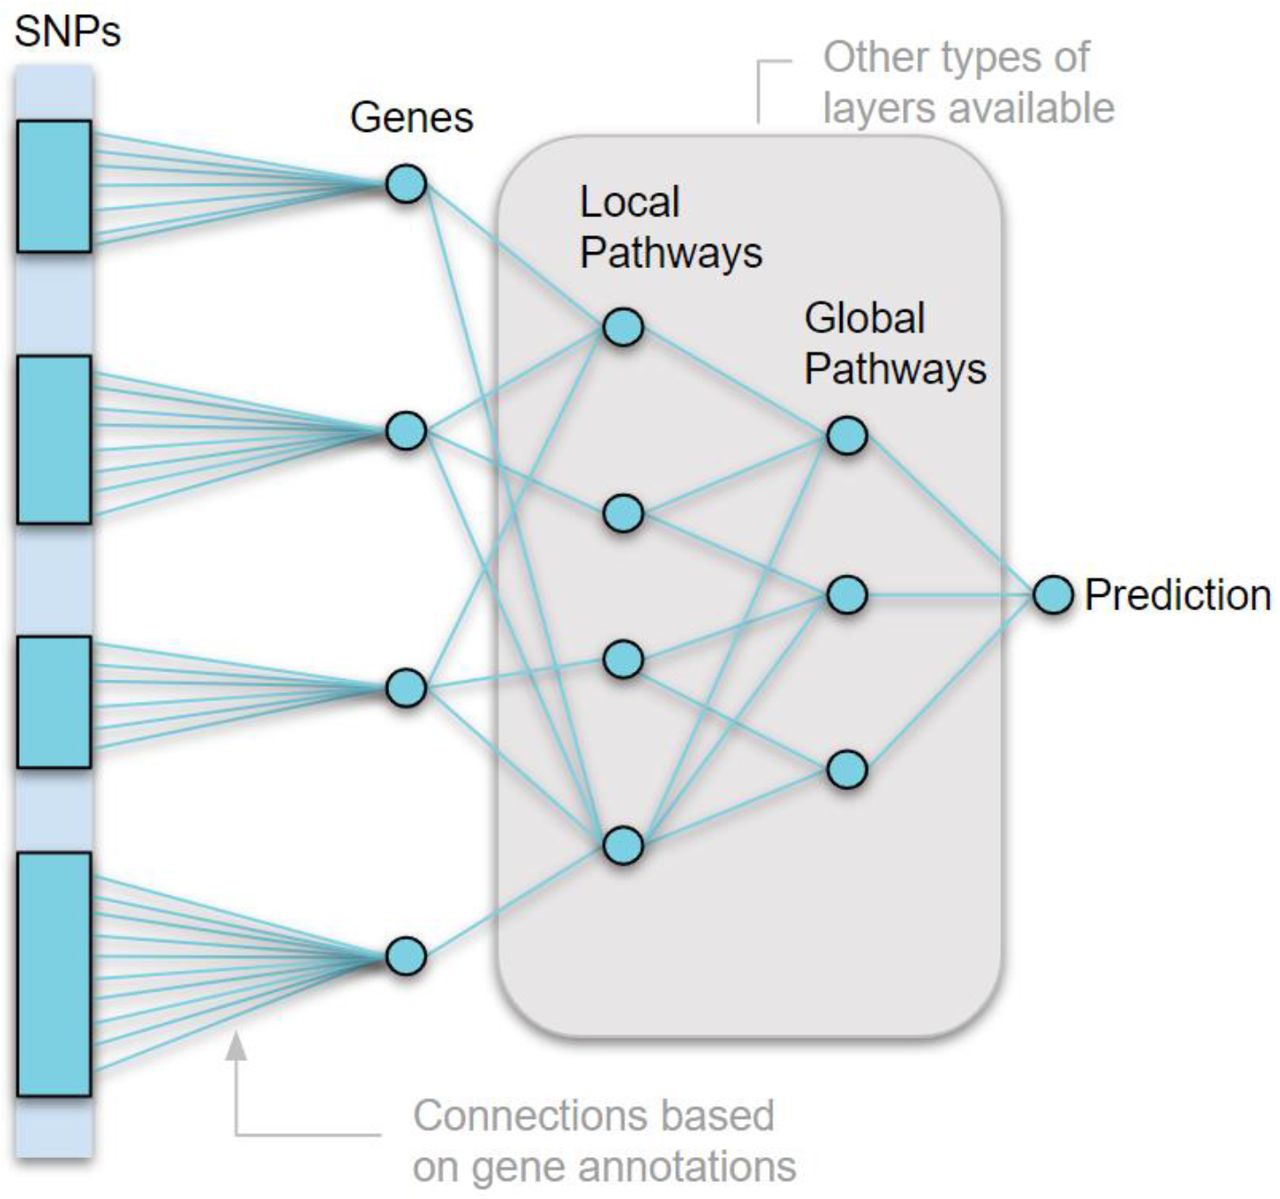 SNPs
Genes
Other types of
layers available
Local
Pathways
Global
Pathways
Prediction
Connections based
on gene annotations